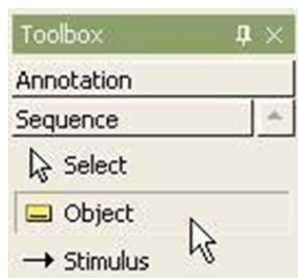 Toolbox
Annotation
Sequence
Select
Object
Stimulus